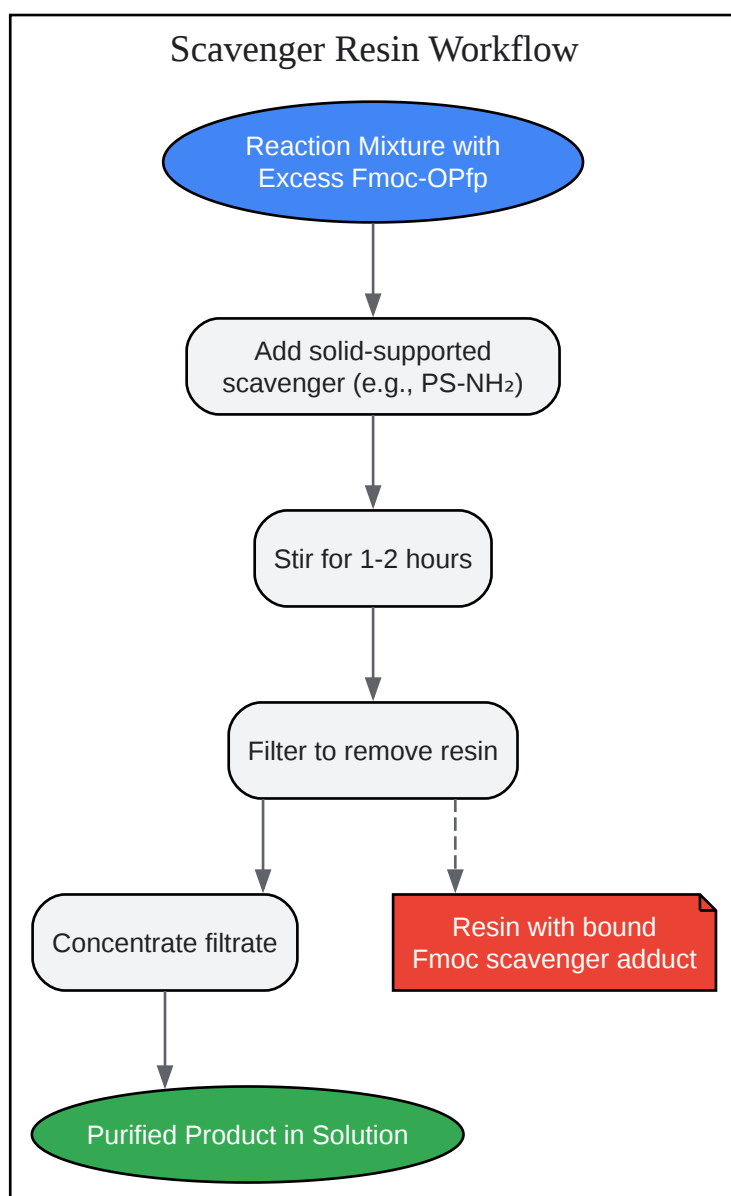 Scavenger Resin Workflow
Reaction Mixture with
Excess Fmoc-OPfp
Add solid-supported
scavenger (e.g., PS-NH₂)
Stir for 1-2 hours
Filter to remove resin
Concentrate filtrate
Resin with bound
Fmoc scavenger adduct
Purified Product in Solution